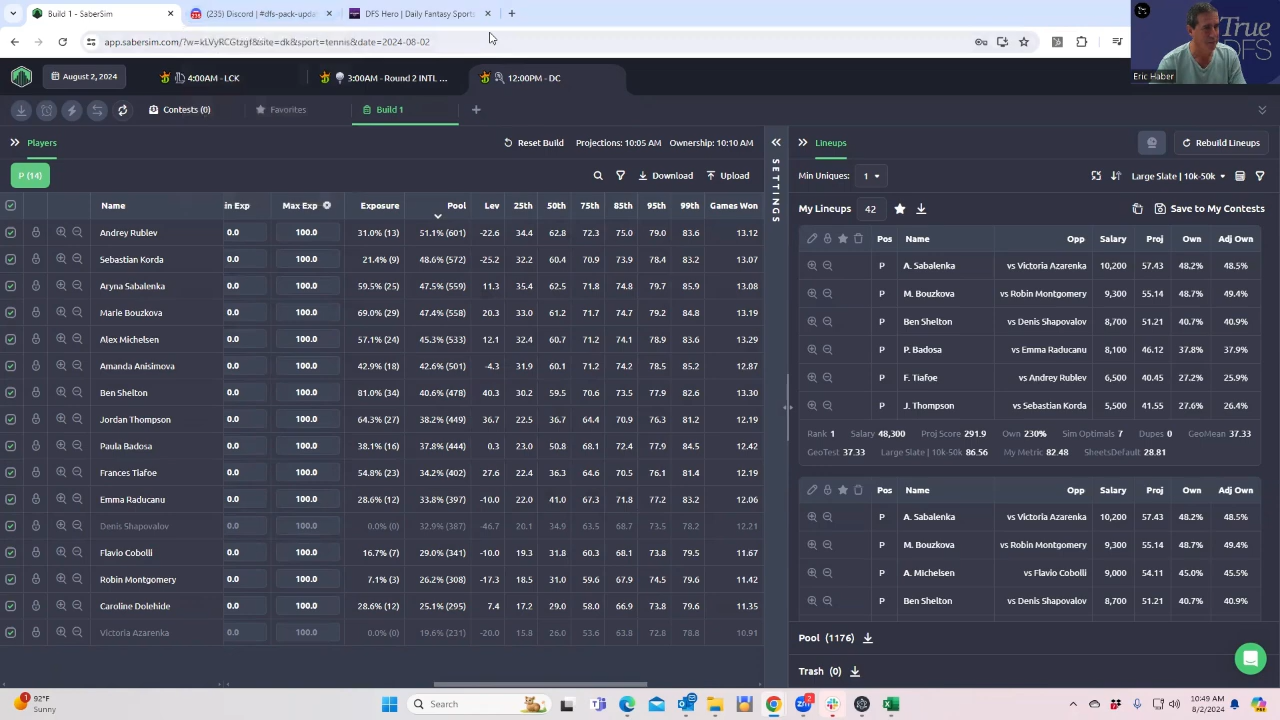 Build 1 - SaberSim
(235) Discord | #dfs-pack-updat
DFS Hero | Daily Fantasy Sports
app.sabersim.com/?w=kLVyRCGtzgf&site=dk&sport=tennis&date=2024-08-02
True
DFS
Eric Haber
August 2, 2024
4:00AM - LCK
3:00AM - Round 2 INTL ...
12:00PM - DC
Contests (0)
Favorites
Build 1
Players
Reset Build
Projections: 10:05 AM
Ownership: 10:10 AM
SETTINGS
Lineups
Rebuild Lineups
P (14)
Download
Upload
Min Uniques: 1
Large Slate | 10k-50k
Name in Exp Max Exp Exposure Pool Lev 25th 50th 75th 85th 95th 99th Games Won
Andrey Rublev 0.0 100.0 31.0% (13) 51.1% (601) -22.6 34.4 62.8 72.3 75.0 79.0 83.6 13.12
Sebastian Korda 0.0 100.0 21.4% (9) 48.6% (572) -25.2 32.2 60.4 70.9 73.9 78.4 83.2 13.07
Aryna Sabalenka 0.0 100.0 59.5% (25) 47.5% (559) 11.3 35.4 62.5 71.8 74.8 79.7 85.9 13.08
Marie Bouzkova 0.0 100.0 69.0% (29) 47.4% (558) 20.3 33.0 61.2 71.7 74.7 79.2 84.8 13.19
Alex Michelsen 0.0 100.0 57.1% (24) 45.3% (533) 12.1 32.4 60.7 71.2 74.1 78.9 83.6 13.29
Amanda Anisimova 0.0 100.0 42.9% (18) 42.6% (501) -4.3 31.9 60.1 71.2 74.2 78.5 85.2 12.87
Ben Shelton 0.0 100.0 81.0% (34) 40.6% (478) 40.3 30.2 59.5 70.6 73.5 77.9 82.6 13.30
Jordan Thompson 0.0 100.0 64.3% (27) 38.2% (449) 36.7 22.5 36.7 64.4 70.9 76.3 81.2 12.19
Paula Badosa 0.0 100.0 38.1% (16) 37.8% (444) 0.3 23.0 50.8 68.1 72.4 77.9 84.5 12.42
Frances Tiafoe 0.0 100.0 54.8% (23) 34.2% (402) 27.6 22.4 36.3 64.6 70.5 76.1 81.4 12.19
Emma Raducanu 0.0 100.0 28.6% (12) 33.8% (397) -10.0 22.0 41.0 67.3 71.8 77.2 83.2 12.06
Denis Shapovalov 0.0 100.0 0.0% (0) 32.9% (387) -46.7 20.1 34.9 63.5 68.7 73.5 78.2 12.21
Flavio Cobolli 0.0 100.0 16.7% (7) 29.0% (341) -10.0 19.3 31.8 60.3 68.1 73.8 79.5 11.67
Robin Montgomery 0.0 100.0 7.1% (3) 26.2% (308) -17.3 18.5 31.0 59.6 67.9 74.5 79.6 11.42
Caroline Dolehide 0.0 100.0 28.6% (12) 25.1% (295) 7.4 17.2 29.0 58.0 66.9 73.8 79.6 11.35
Victoria Azarenka 0.0 100.0 0.0% (0) 19.6% (231) -20.0 15.8 26.0 53.6 63.8 72.8 78.8 10.91
My Lineups 42
Save to My Contests
Pos Name Opp Salary Proj Own Adj Own
P A. Sabalenka vs Victoria Azarenka 10,200 57.43 48.2% 48.5%
P M. Bouzkova vs Robin Montgomery 9,300 55.14 48.7% 49.4%
P Ben Shelton vs Denis Shapovalov 8,700 51.21 40.7% 40.9%
P P. Badosa vs Emma Raducanu 8,100 46.12 37.8% 37.9%
P F. Tiafoe vs Andrey Rublev 6,500 40.45 27.2% 25.9%
P J. Thompson vs Sebastian Korda 5,500 41.55 27.6% 26.4%
Rank 1 Salary 48,300 Proj Score 291.9 Own 230% Sim Optimals 7 Dupes 0 GeoMean 37.33
GeoTest 37.33 Large Slate | 10k-50k 86.56 My Metric 82.48 SheetsDefault 28.81
Pos Name Opp Salary Proj Own Adj Own
P A. Sabalenka vs Victoria Azarenka 10,200 57.43 48.2% 48.5%
P M. Bouzkova vs Robin Montgomery 9,300 55.14 48.7% 49.4%
P A. Michelsen vs Flavio Cobolli 9,000 54.11 45.0% 45.5%
P Ben Shelton vs Denis Shapovalov 8,700 51.21 40.7% 40.9%
Pool (1176)
Trash (0)
92°F
Sunny
Search
10:49 AM
8/2/2024